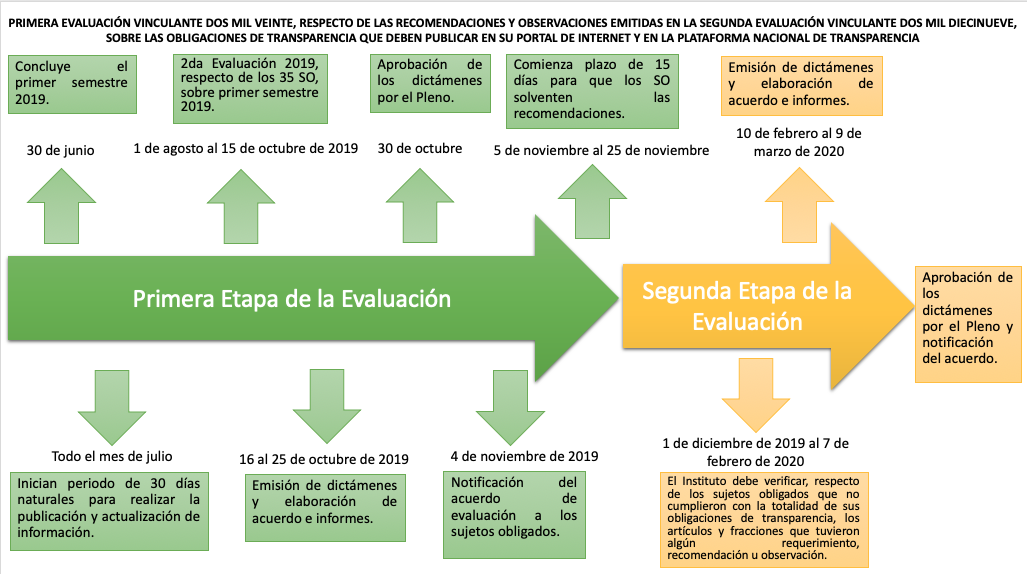 PRIMERA EVALUACIÓN VINCULANTE DOS MIL VEINTE, RESPECTO DE LAS RECOMENDACIONES Y OBSERVACIONES EMITIDAS EN LA SEGUNDA EVALUACIÓN VINCULANTE DOS MIL DIECINUEVE,
SOBRE LAS OBLIGACIONES DE TRANSPARENCIA QUE DEBEN PUBLICAR EN SU PORTAL DE INTERNET Y EN LA PLATAFORMA NACIONAL DE TRANSPARENCIA
Concluye el
primer semestre
2019.
30 de junio
2da Evaluación 2019,
respecto de los 35 SO,
sobre primer semestre
2019.
1 de agosto al 15 de octubre de 2019
Aprobación de
los dictámenes
por el Pleno.
30 de octubre
Comienza plazo de 15
días para que los SO
solventen las
recomendaciones.
5 de noviembre al 25 de noviembre
Emisión de dictámenes
y elaboración de
acuerdo e informes.
10 de febrero al 9 de
marzo de 2020
Primera Etapa de la Evaluación
Segunda Etapa de la
Evaluación
Aprobación de
los
dictámenes
por el Pleno y
notificación
del acuerdo.
Todo el mes de julio
Inician periodo de 30 días
naturales para realizar la
publicación y actualización de
información.
16 al 25 de octubre de 2019
Emisión de dictámenes
y elaboración de
acuerdo e informes.
4 de noviembre de 2019
Notificación del
acuerdo de
evaluación a los
sujetos obligados.
1 de diciembre de 2019 al 7 de
febrero de 2020
El Instituto debe verificar, respecto
de los sujetos obligados que no
cumplieron con la totalidad de sus
obligaciones de transparencia, los
artículos y fracciones que tuvieron
algún requerimiento,
recomendación u observación.